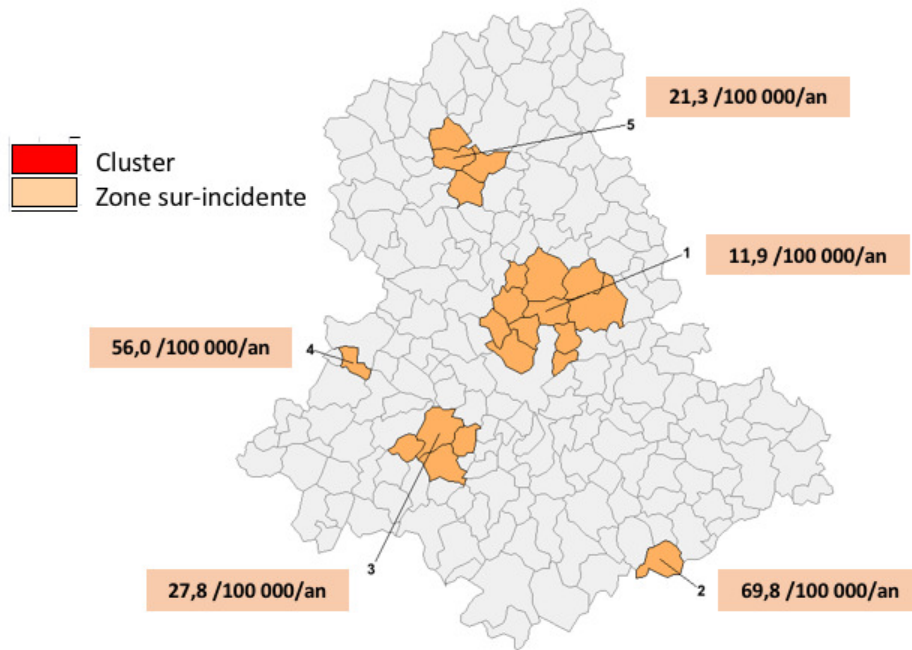 21,3 /100 000/an
5
Cluster
Zone sur-incidente
1
11,9 /100 000/an
56,0 /100 000/an
4
3
27,8 /100 000/an
2
69,8 /100 000/an